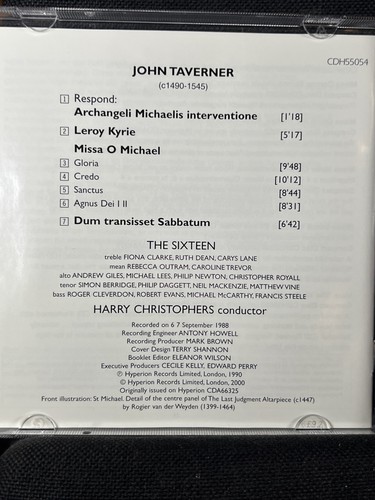 CDH55054
JOHN TAVERNER
(c1490-1545)
1 Respond:
Archangeli Michaelis interventione [1'18]
2 Leroy Kyrie [5'17]
Missa O Michael
3 Gloria [9'48]
4 Credo [10'12]
5 Sanctus [8'44]
6 Agnus Dei I II [8'31]
7 Dum transisset Sabbatum [6'42]
THE SIXTEEN
treble FIONA CLARKE, RUTH DEAN, CARYS LANE
mean REBECCA OUTRAM, CAROLINE TREVOR
alto ANDREW GILES, MICHAEL LEES, PHILIP NEWTON, CHRISTOPHER ROYALL
tenor SIMON BERRIDGE, PHILIP DAGGETT, NEIL MACKENZIE, MATTHEW VINE
bass ROGER CLEVERDON, ROBERT EVANS, MICHAEL McCARTHY, FRANCIS STEELE
HARRY CHRISTOPHERS conductor
Recorded on 6 7 September 1988
Recording Engineer ANTONY HOWELL
Recording Producer MARK BROWN
Cover Design TERRY SHANNON
Booklet Editor ELEANOR WILSON
Executive Producers CECILE KELLY, EDWARD PERRY
℗ Hyperion Records Limited, London, 1990
© Hyperion Records Limited, London, 2000
Originally issued on Hyperion CDA66325
Front illustration: St Michael. Detail of the centre panel of The Last Judgment Altarpiece (c1447)
by Rogier van der Weyden (1399-1464)